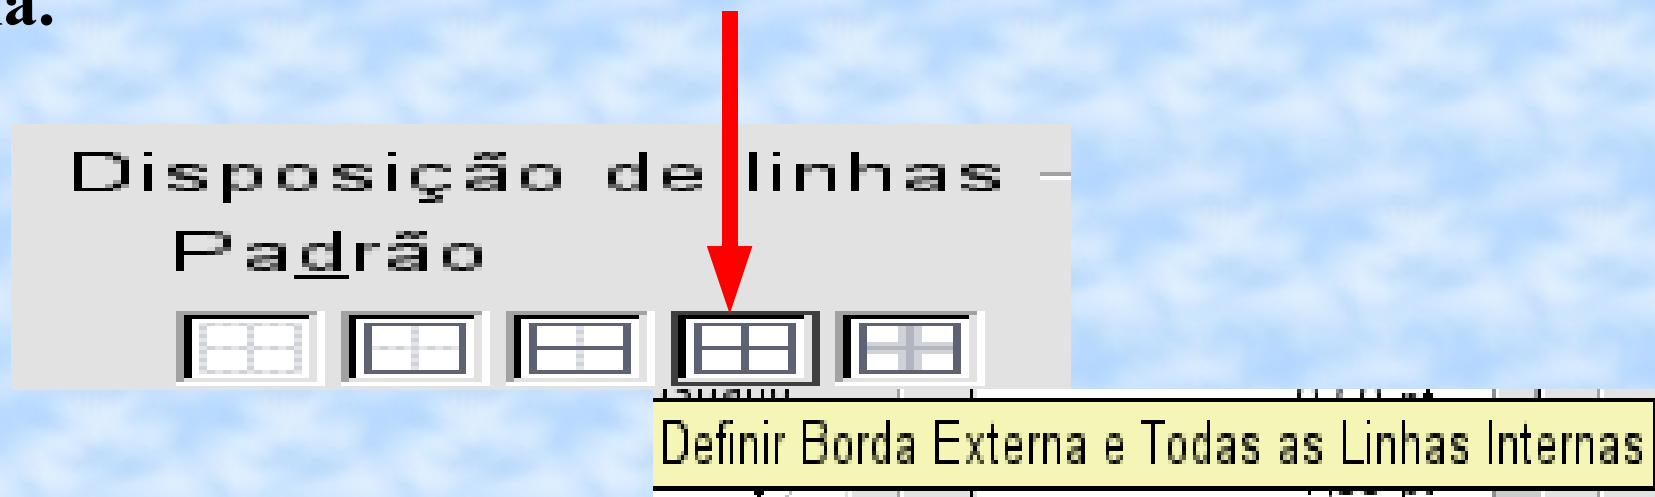 Disposição de linhas
Padrão
Definir Borda Externa e Todas as Linhas Internas